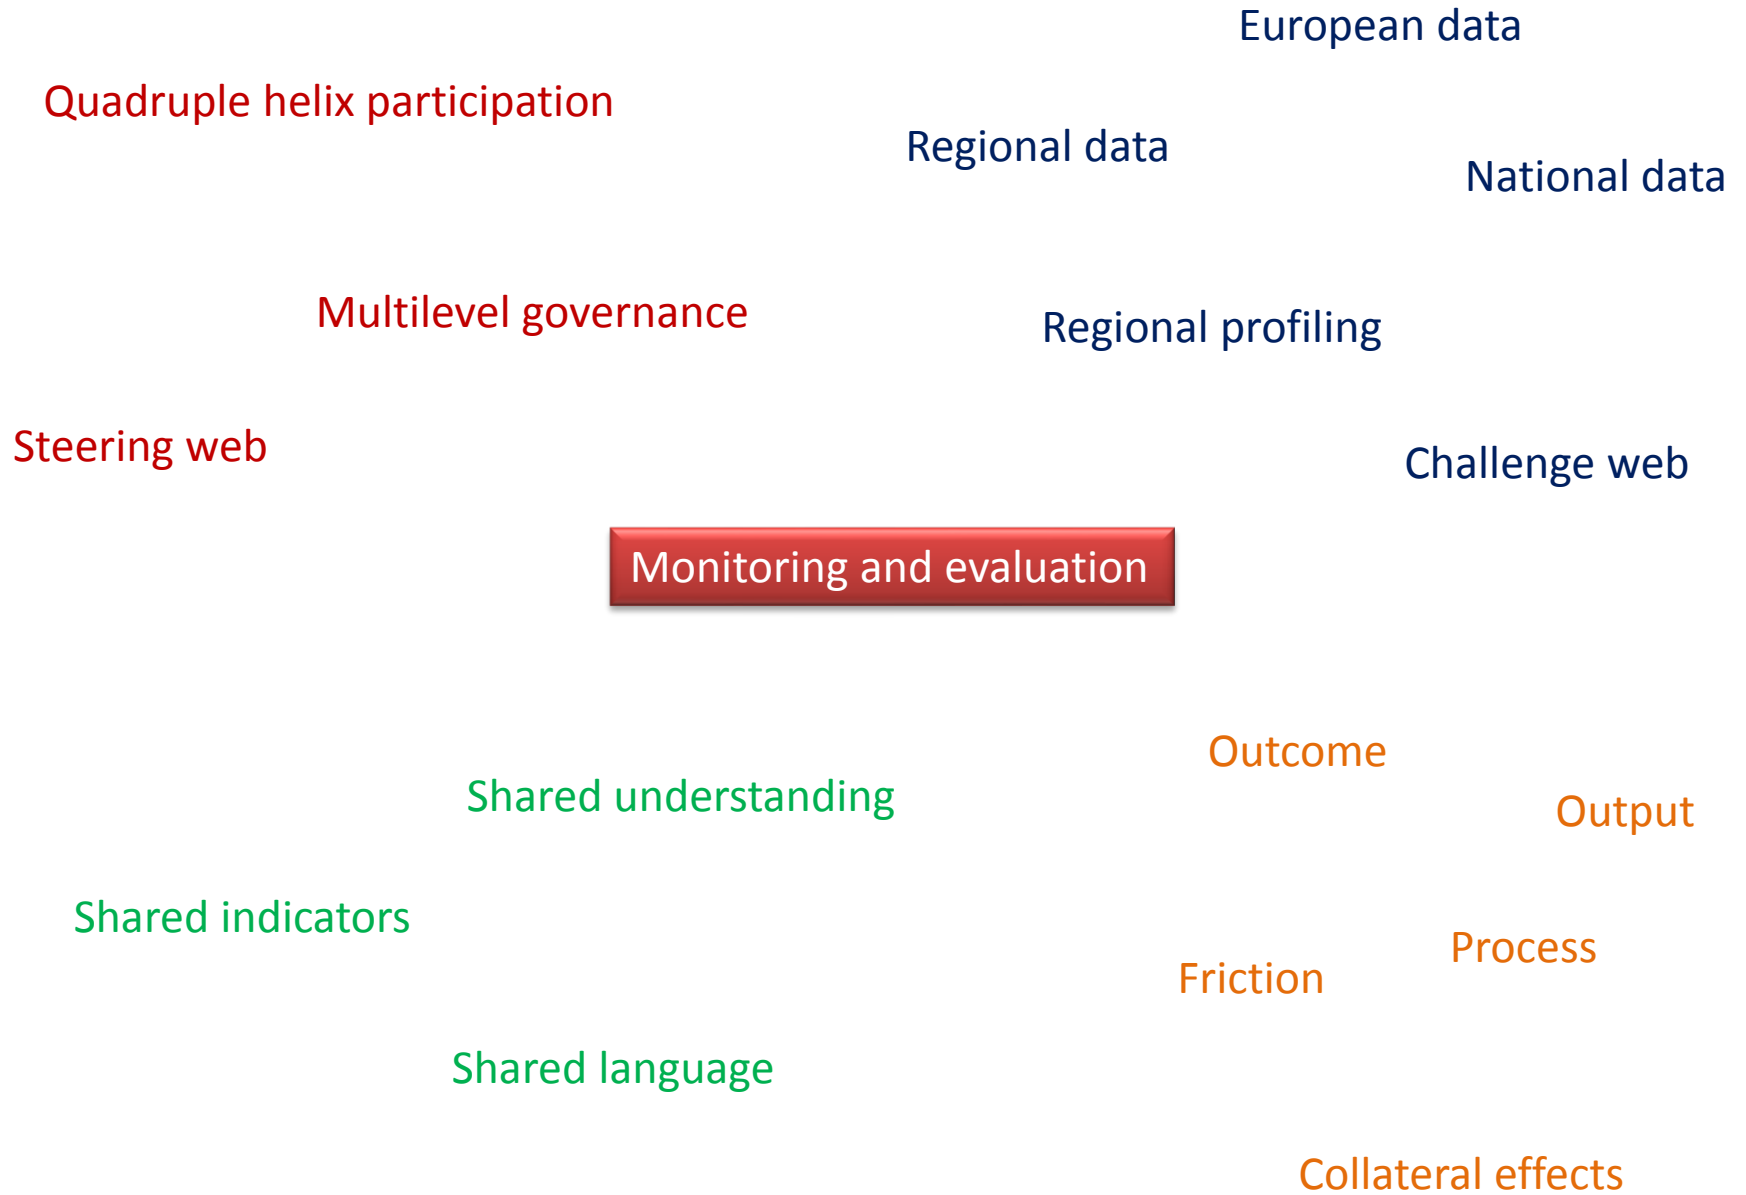 European data
Quadruple helix participation
Regional data
National data
Multilevel governance
Regional profiling
Steering web
Challenge web
Monitoring and evaluation
Outcome
Shared understanding
Output
Shared indicators
Process
Friction
Shared language
Collateral effects